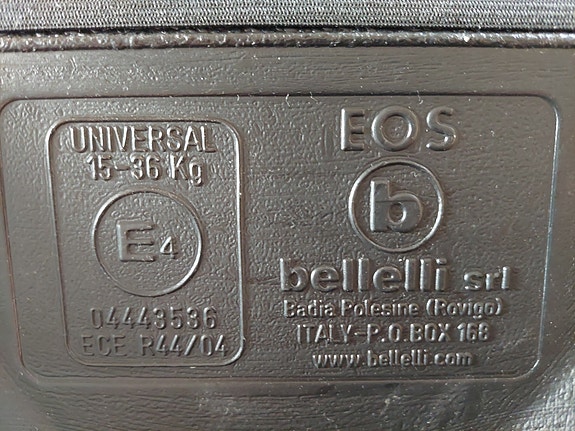 UNIVERSAL
15-36 Kg
E4
04443536
ECE R44/04
EOS
b
bellelli srl
Badia Polesine (Rovigo)
ITALY-P.O.BOX 168
www.bellelli.com